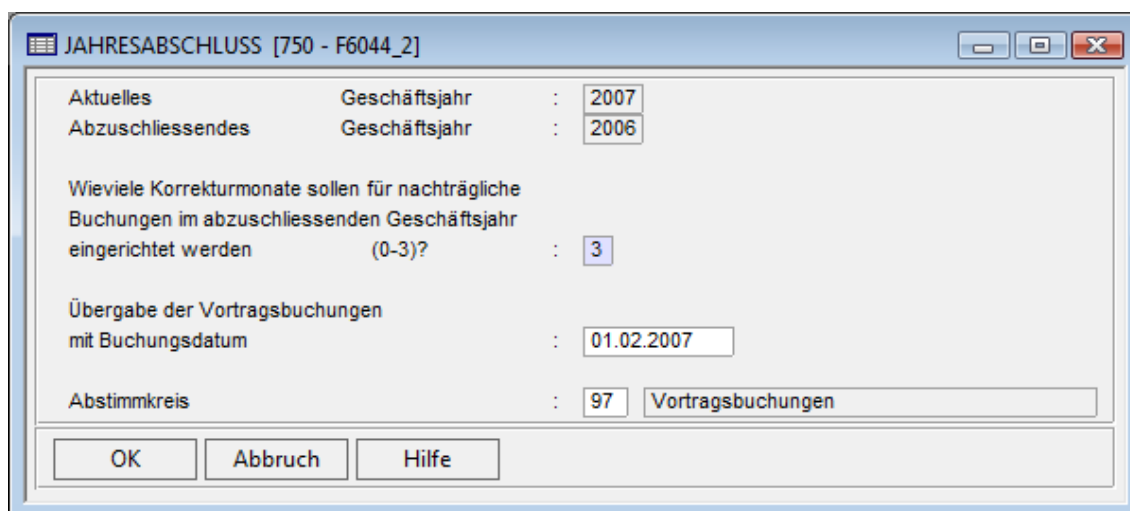 JAHRESABSCHLUSS [750 - F6044_2]
Aktuelles Geschäftsjahr : 2007
Abzuschliessendes Geschäftsjahr : 2006
Wieviele Korrekturmonate sollen für nachträgliche
Buchungen im abzuschliessenden Geschäftsjahr
eingerichtet werden (0-3)? : 3
Übergabe der Vortragsbuchungen
mit Buchungsdatum : 01.02.2007
Abstimmkreis : 97 Vortragsbuchungen
OK Abbruch Hilfe